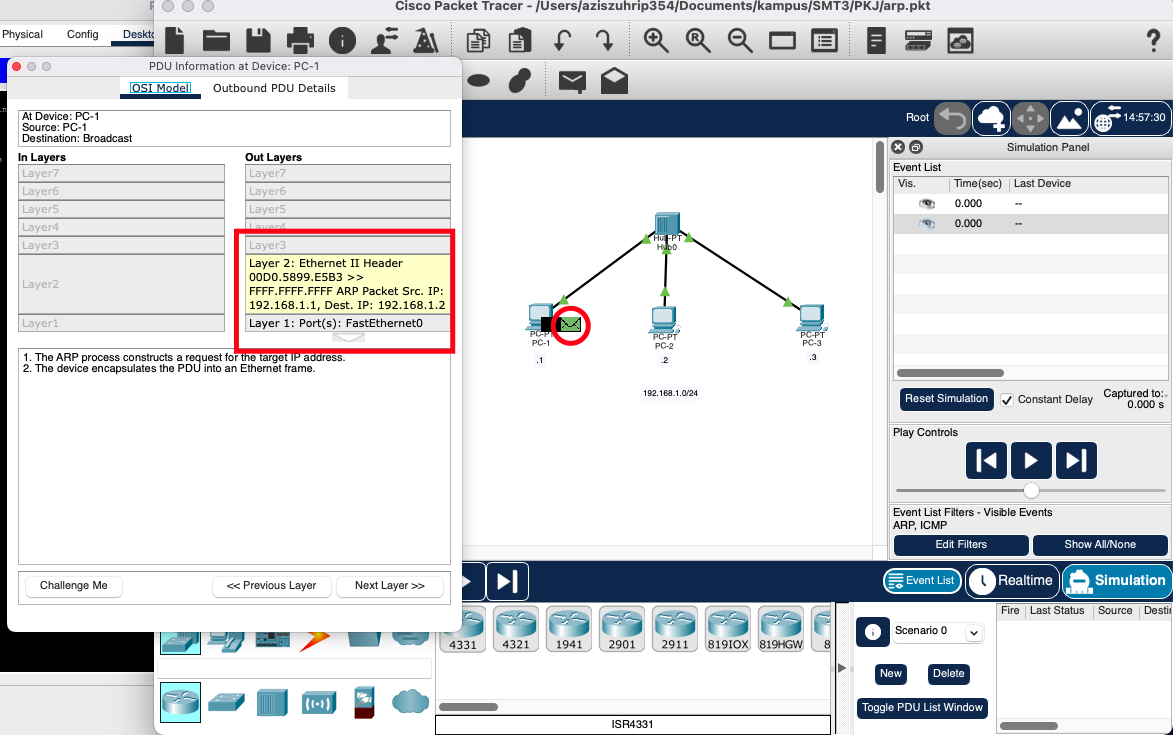 Cisco Packet Tracer - /Users/aziszuhrip354/Documents/kampus/SMT3/PKJ/arp.pkt
Physical
Config
PDU Information at Device: PC-1
OSI Model
Outbound PDU Details
At Device: PC-1
Source: PC-1
Destination: Broadcast
In Layers
Layer7
Layer6
Layer5
Layer4
Layer3
Layer2
Layer1
Out Layers
Layer7
Layer6
Layer5
Layer4
Layer3
Layer 2: Ethernet II Header
00D0.5899.E5B3 >>
FFFF.FFFF.FFFF ARP Packet Src. IP:
192.168.1.1, Dest. IP: 192.168.1.2
Layer 1: Port(s): FastEthernet0
1. The ARP process constructs a request for the target IP address.
2. The device encapsulates the PDU into an Ethernet frame.
Challenge Me
<< Previous Layer
Next Layer >>
Root
14:57:30
Hub-PT
Hub0
PC-PT
PC-1
.1
PC-PT
PC-2
.2
PC-PT
PC-3
.3
192.168.1.0/24
Simulation Panel
Event List
Vis.
Time(sec)
Last Device
0.000
--
0.000
--
Reset Simulation
Constant Delay
Captured to:
0.000 s
Play Controls
Event List Filters - Visible Events
ARP, ICMP
Edit Filters
Show All/None
Event List
Realtime
Simulation
4331
4321
1941
2901
2911
819IOX
819HGW
ISR4331
Scenario 0
New
Delete
Toggle PDU List Window
Fire
Last Status
Source